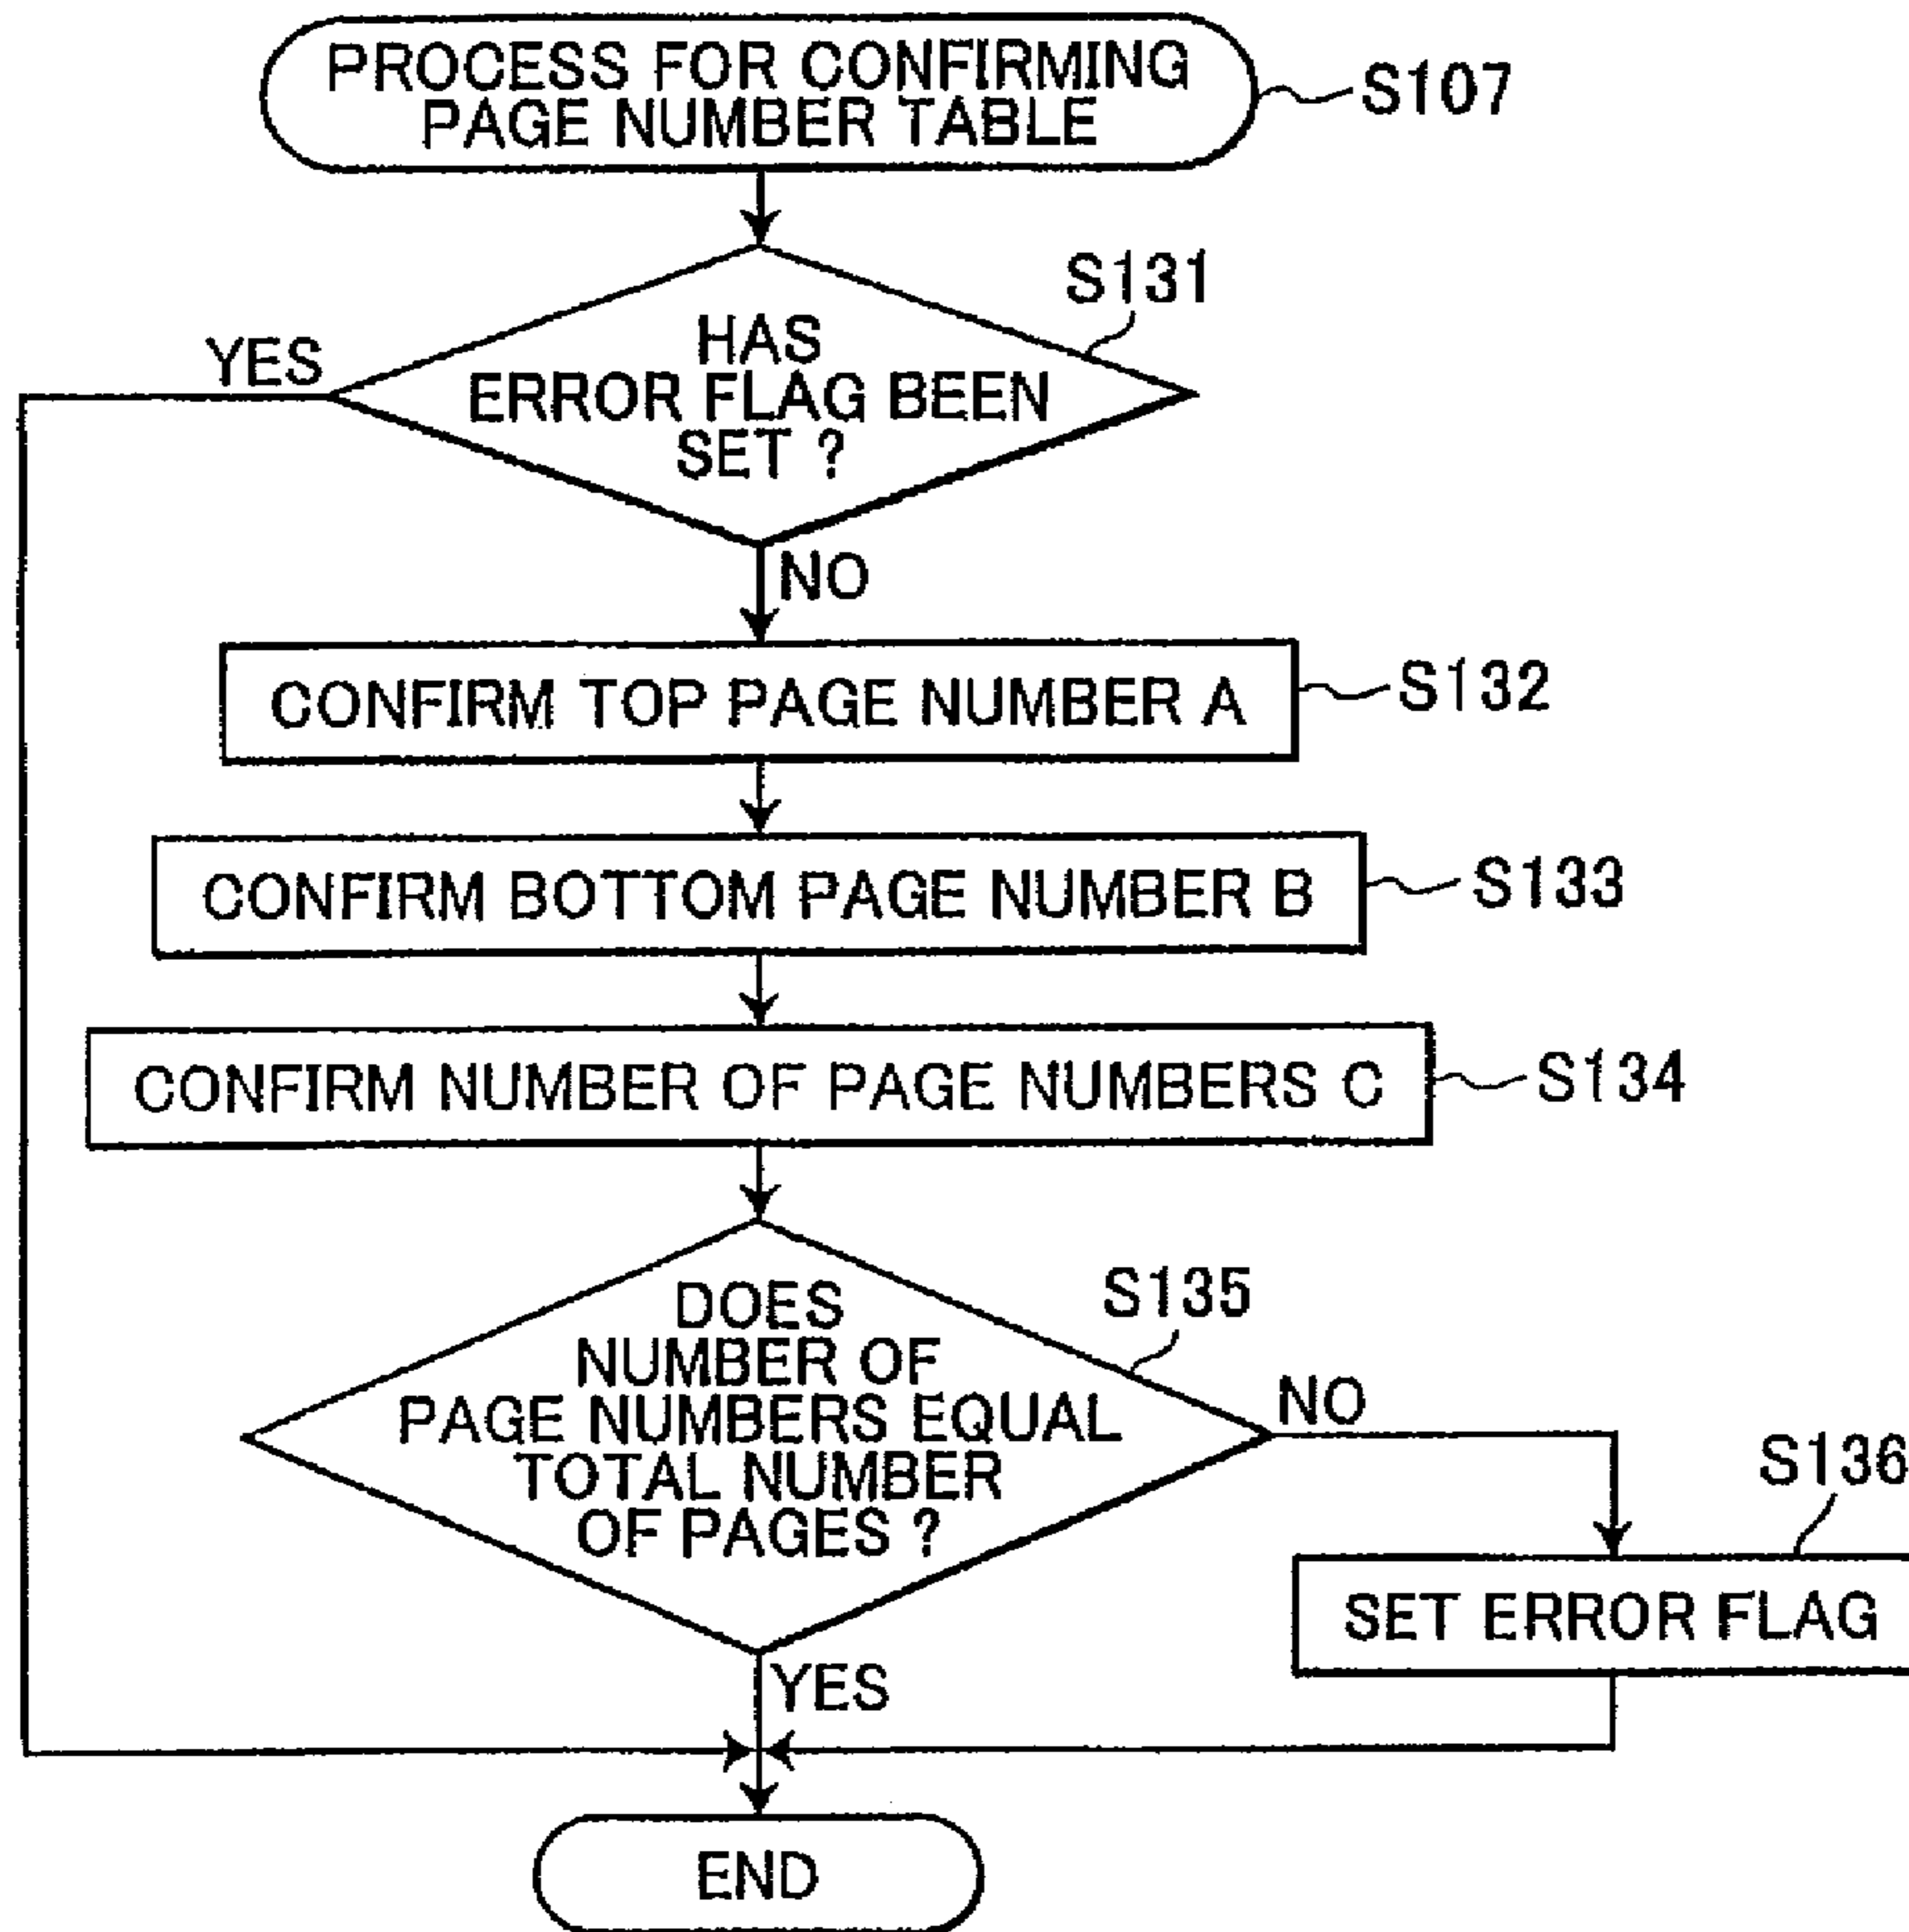 PROCESS FOR CONFIRMING
PAGE NUMBER TABLE
S107
S131
HAS
ERROR FLAG BEEN
SET ?
YES
NO
CONFIRM TOP PAGE NUMBER A
S132
CONFIRM BOTTOM PAGE NUMBER B
S133
CONFIRM NUMBER OF PAGE NUMBERS C
S134
S135
DOES
NUMBER OF
PAGE NUMBERS EQUAL
TOTAL NUMBER
OF PAGES ?
NO
S136
SET ERROR FLAG
YES
END